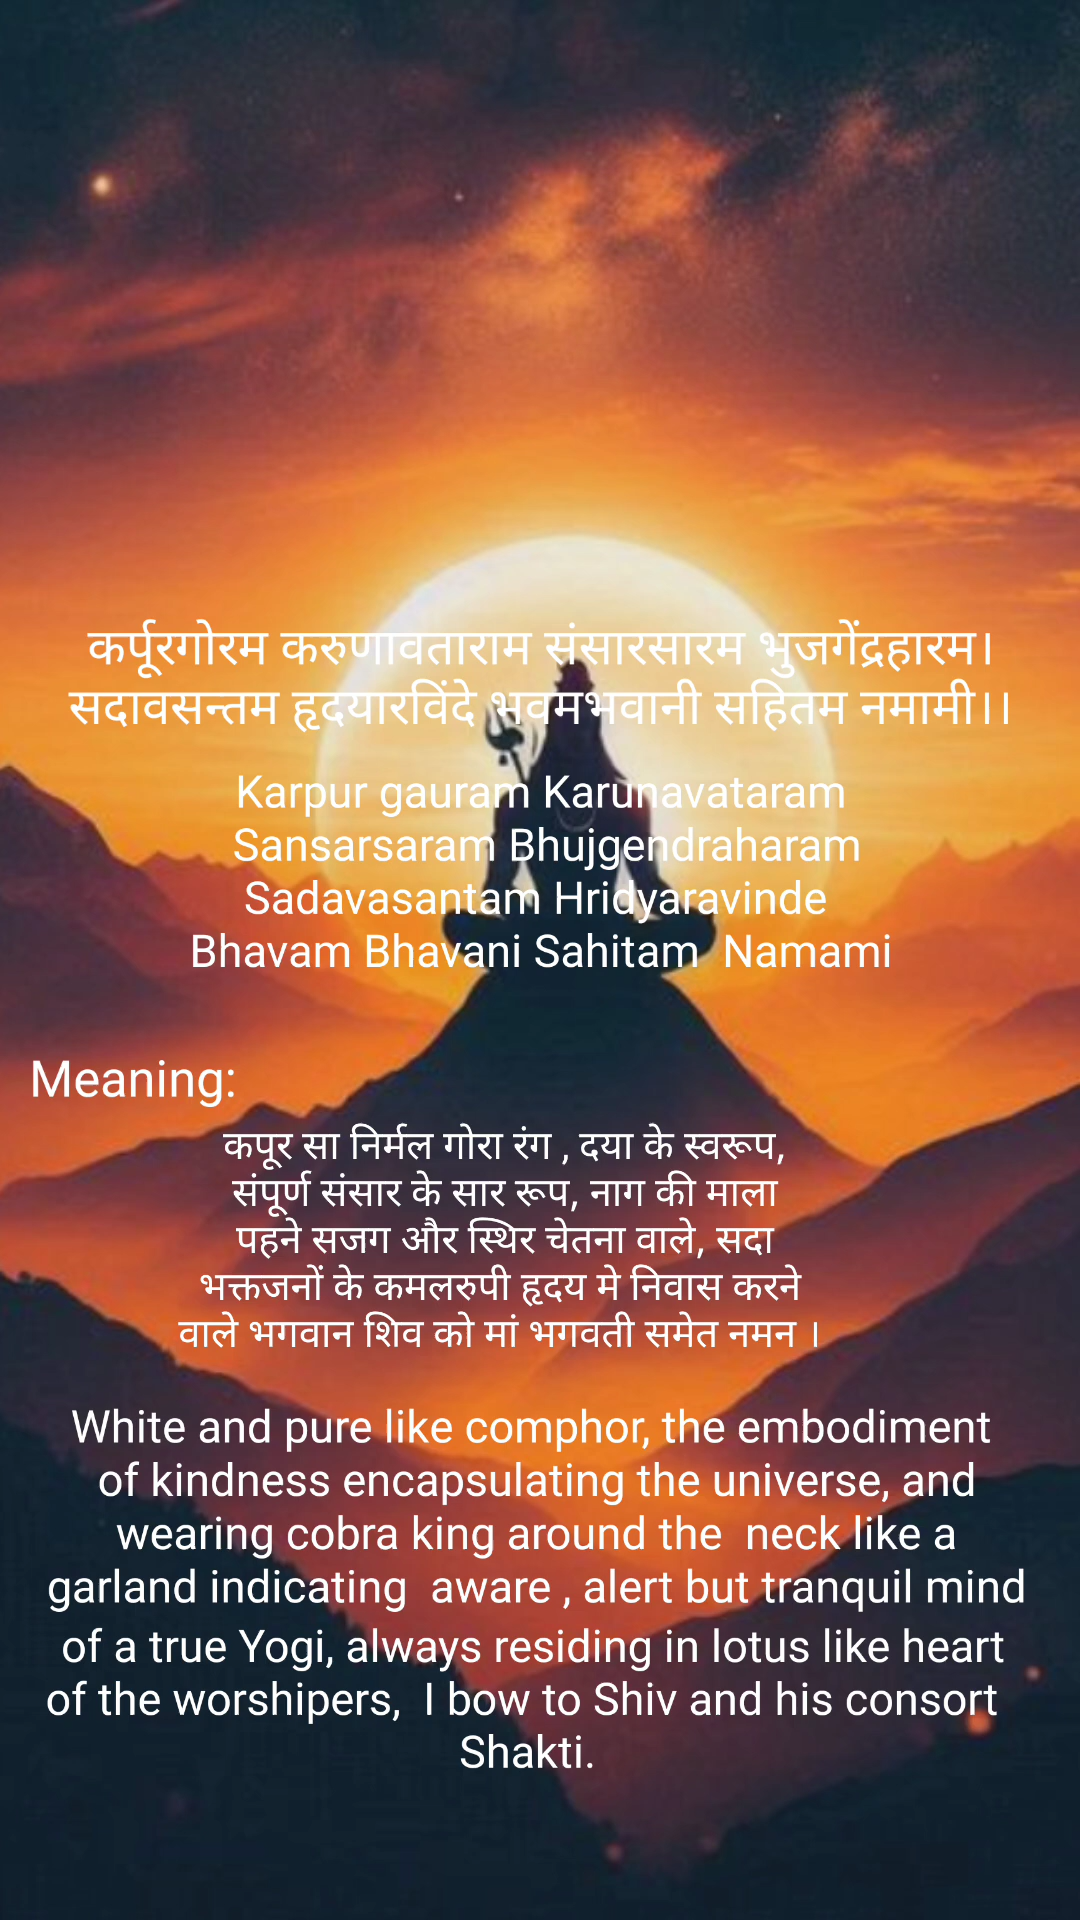 कर्पूरगोरम करुणावताराम संसारसारम भुजगेंद्रहारम।
सदावसन्तम हृदयारविंदे भवमभवानी सहितम नमामी।।
Karpur gauram Karunavataram
Sansarsaram Bhujgendraharam
Sadavasantam Hridyaravinde
Bhavam Bhavani Sahitam  Namami
Meaning:
कपूर सा निर्मल गोरा रंग , दया के स्वरूप,
संपूर्ण संसार के सार रूप, नाग की माला
पहने सजग और स्थिर चेतना वाले, सदा
भक्तजनों के कमलरुपी हृदय मे निवास करने
वाले भगवान शिव को मां भगवती समेत नमन ।
White and pure like comphor, the embodiment
of kindness encapsulating the universe, and
wearing cobra king around the  neck like a
garland indicating  aware , alert but tranquil mind
of a true Yogi, always residing in lotus like heart
of the worshipers,  I bow to Shiv and his consort
Shakti.